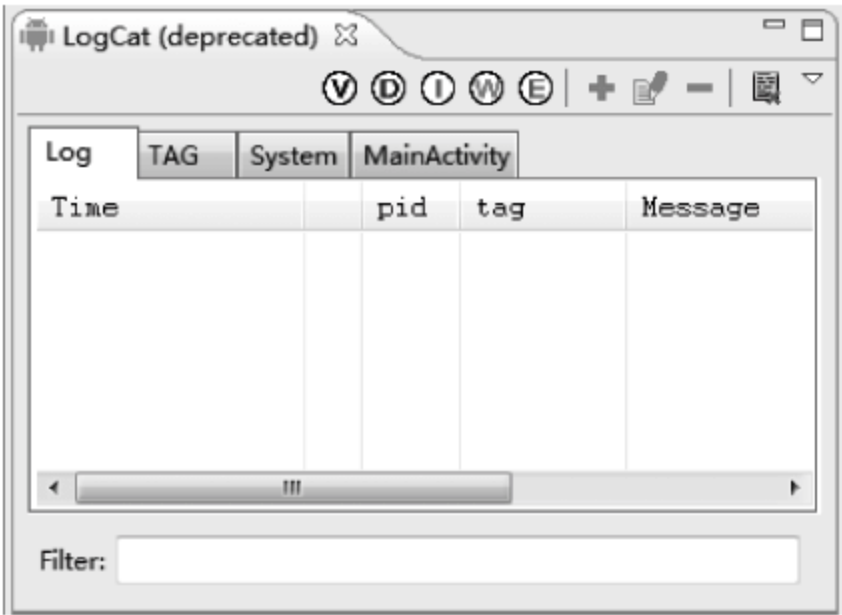 LogCat (deprecated)
V D I W E
Log TAG System MainActivity
Time pid tag Message
Filter: